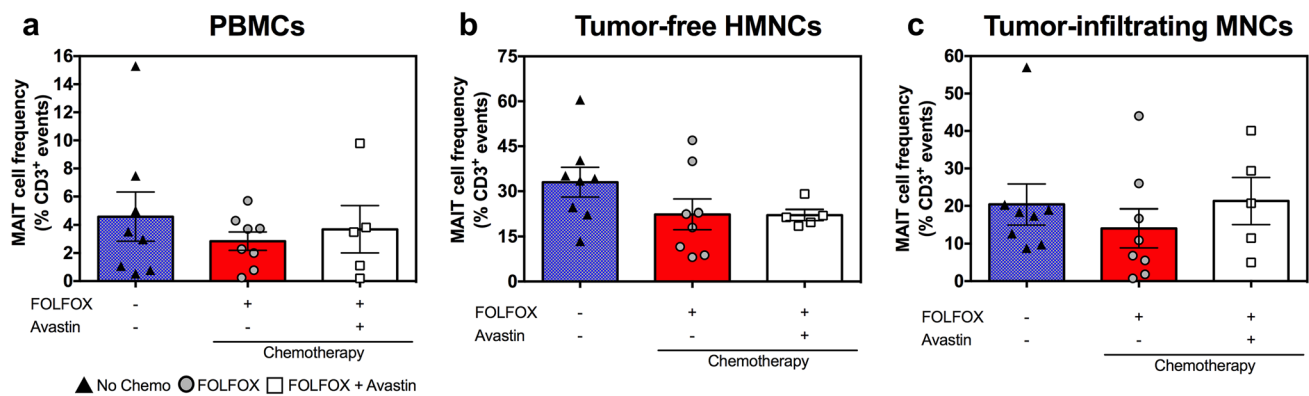 a PBMCs
MAIT cell frequency
(% CD3+ events)
16
14
12
10
8
6
4
2
0
FOLFOX - + +
Avastin - - +
Chemotherapy
b Tumor-free HMNCs
MAIT cell frequency
(% CD3+ events)
75
60
45
30
15
0
FOLFOX - + +
Avastin - - +
Chemotherapy
c Tumor-infiltrating MNCs
MAIT cell frequency
(% CD3+ events)
60
50
40
30
20
10
0
FOLFOX - + +
Avastin - - +
Chemotherapy
No Chemo FOLFOX FOLFOX + Avastin